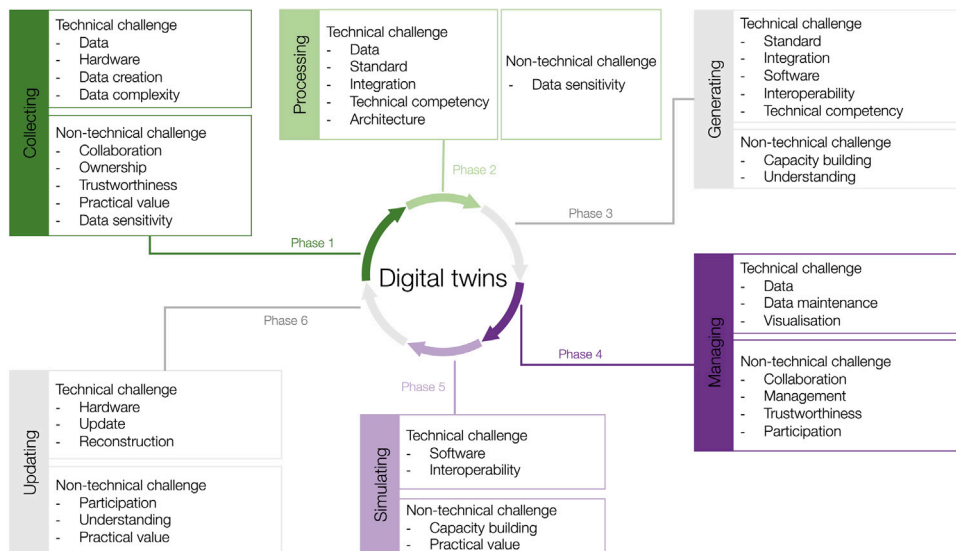 Collecting
Technical challenge
- Data
- Hardware
- Data creation
- Data complexity
Non-technical challenge
- Collaboration
- Ownership
- Trustworthiness
- Practical value
- Data sensitivity
Phase 1
Processing
Technical challenge
- Data
- Standard
- Integration
- Technical competency
- Architecture
Non-technical challenge
- Data sensitivity
Phase 2
Generating
Technical challenge
- Standard
- Integration
- Software
- Interoperability
- Technical competency
Non-technical challenge
- Capacity building
- Understanding
Phase 3
Digital twins
Managing
Technical challenge
- Data
- Data maintenance
- Visualisation
Non-technical challenge
- Collaboration
- Management
- Trustworthiness
- Participation
Phase 4
Simulating
Technical challenge
- Software
- Interoperability
Non-technical challenge
- Capacity building
- Practical value
Phase 5
Updating
Technical challenge
- Hardware
- Update
- Reconstruction
Non-technical challenge
- Participation
- Understanding
- Practical value
Phase 6